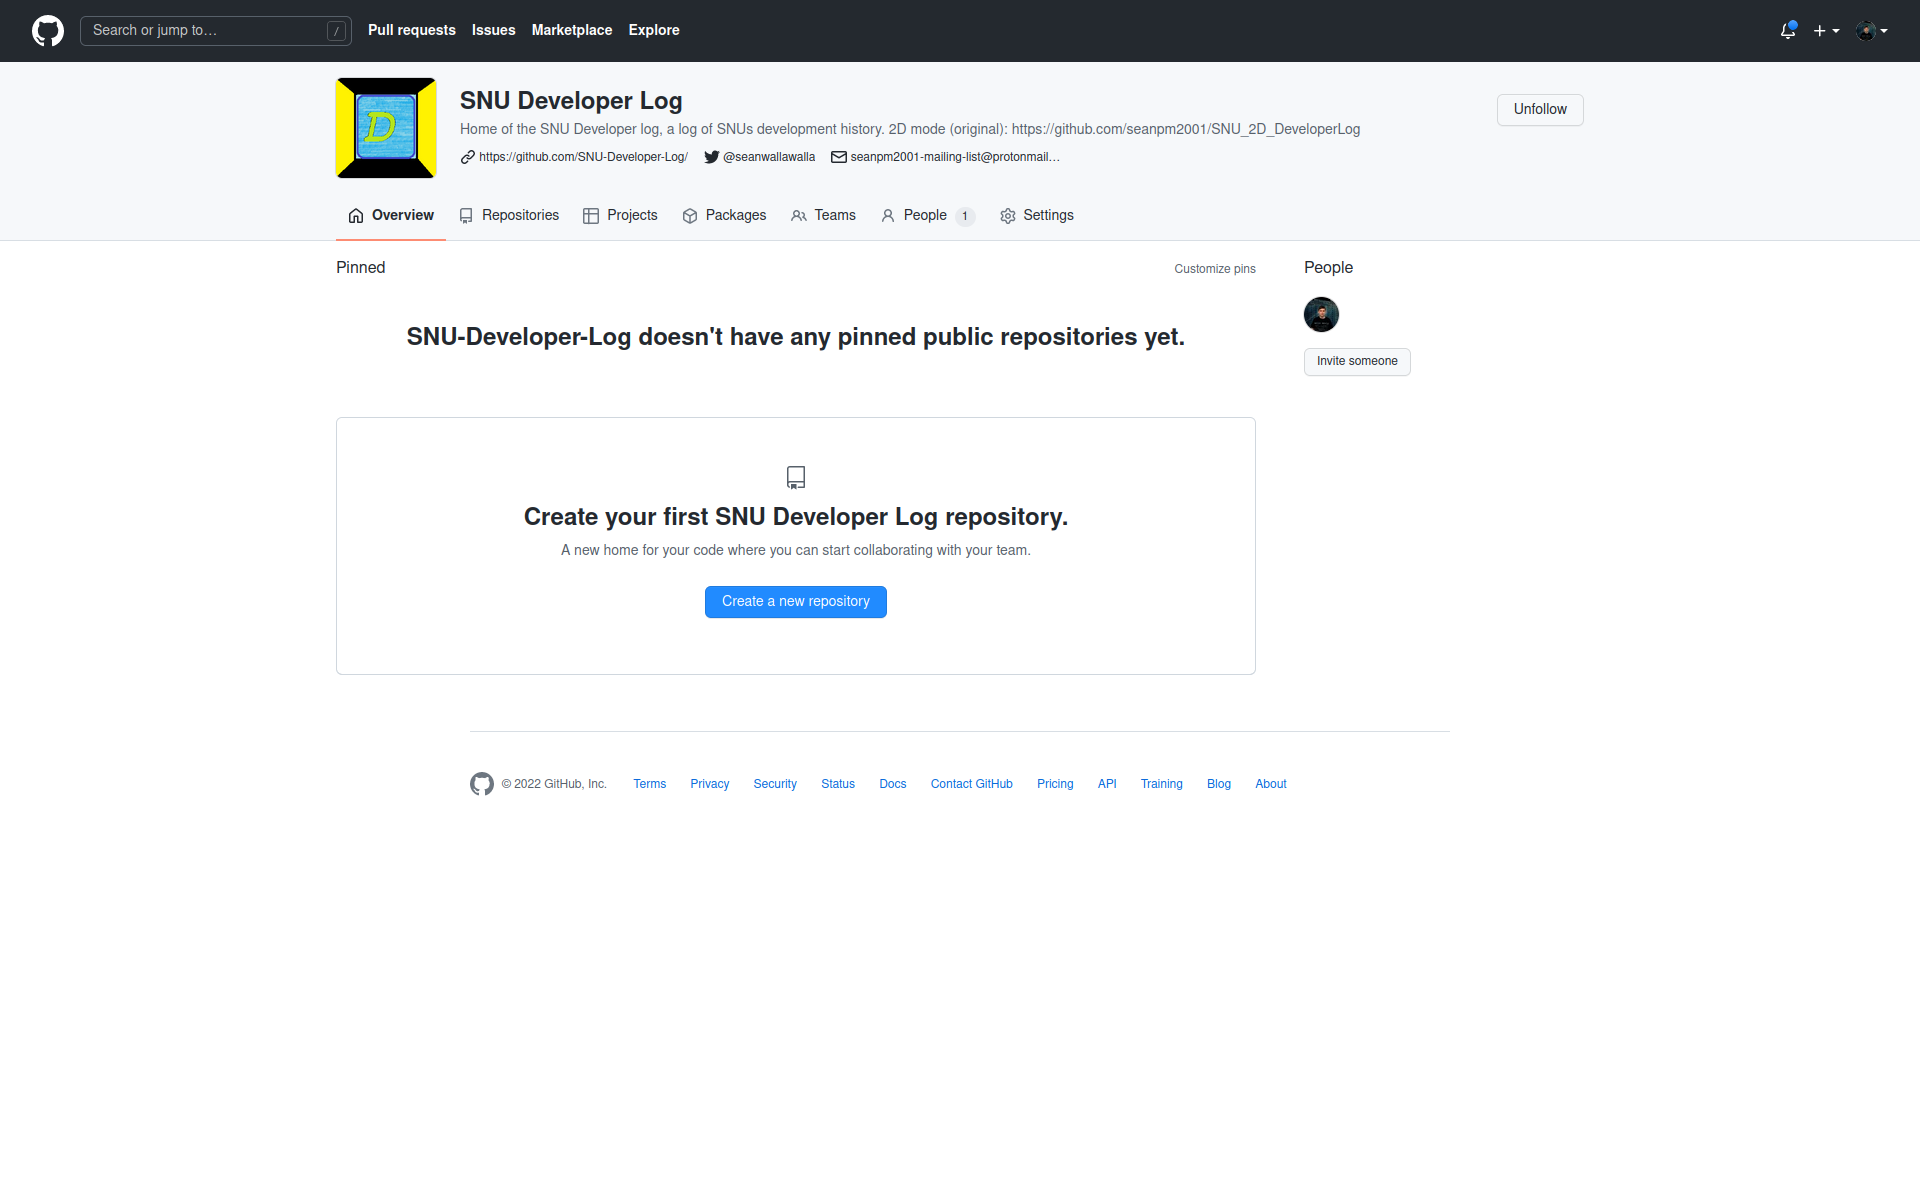 Search or jump to…
/
Pull requests
Issues
Marketplace
Explore
D
SNU Developer Log
Home of the SNU Developer log, a log of SNUs development history. 2D mode (original): https://github.com/seanpm2001/SNU_2D_DeveloperLog
https://github.com/SNU-Developer-Log/
@seanwallawalla
seanpm2001-mailing-list@protonmail…
Unfollow
Overview
Repositories
Projects
Packages
Teams
People 1
Settings
Pinned
Customize pins
SNU-Developer-Log doesn't have any pinned public repositories yet.
People
Invite someone
Create your first SNU Developer Log repository.
A new home for your code where you can start collaborating with your team.
Create a new repository
© 2022 GitHub, Inc.
Terms
Privacy
Security
Status
Docs
Contact GitHub
Pricing
API
Training
Blog
About